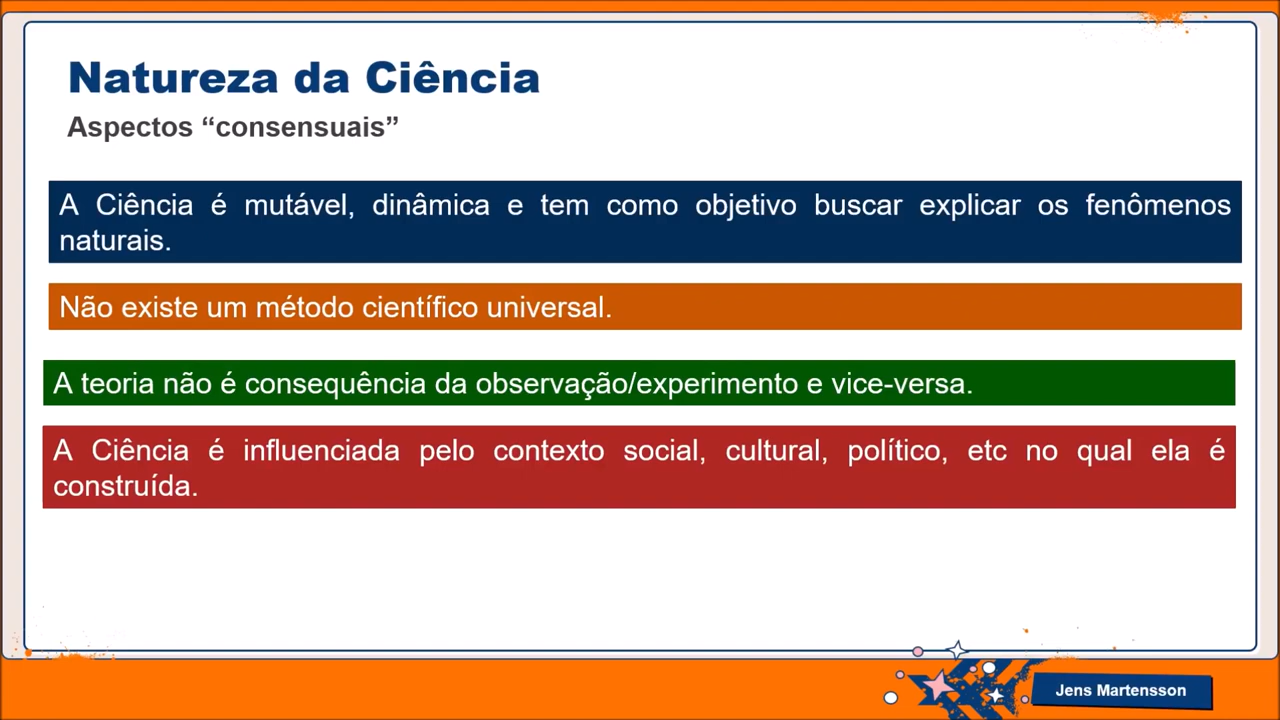 Natureza da Ciência
Aspectos “consensuais”
A Ciência é mutável, dinâmica e tem como objetivo buscar explicar os fenômenos
naturais.
Não existe um método científico universal.
A teoria não é consequência da observação/experimento e vice-versa.
A Ciência é influenciada pelo contexto social, cultural, político, etc no qual ela é
construída.
Jens Martensson